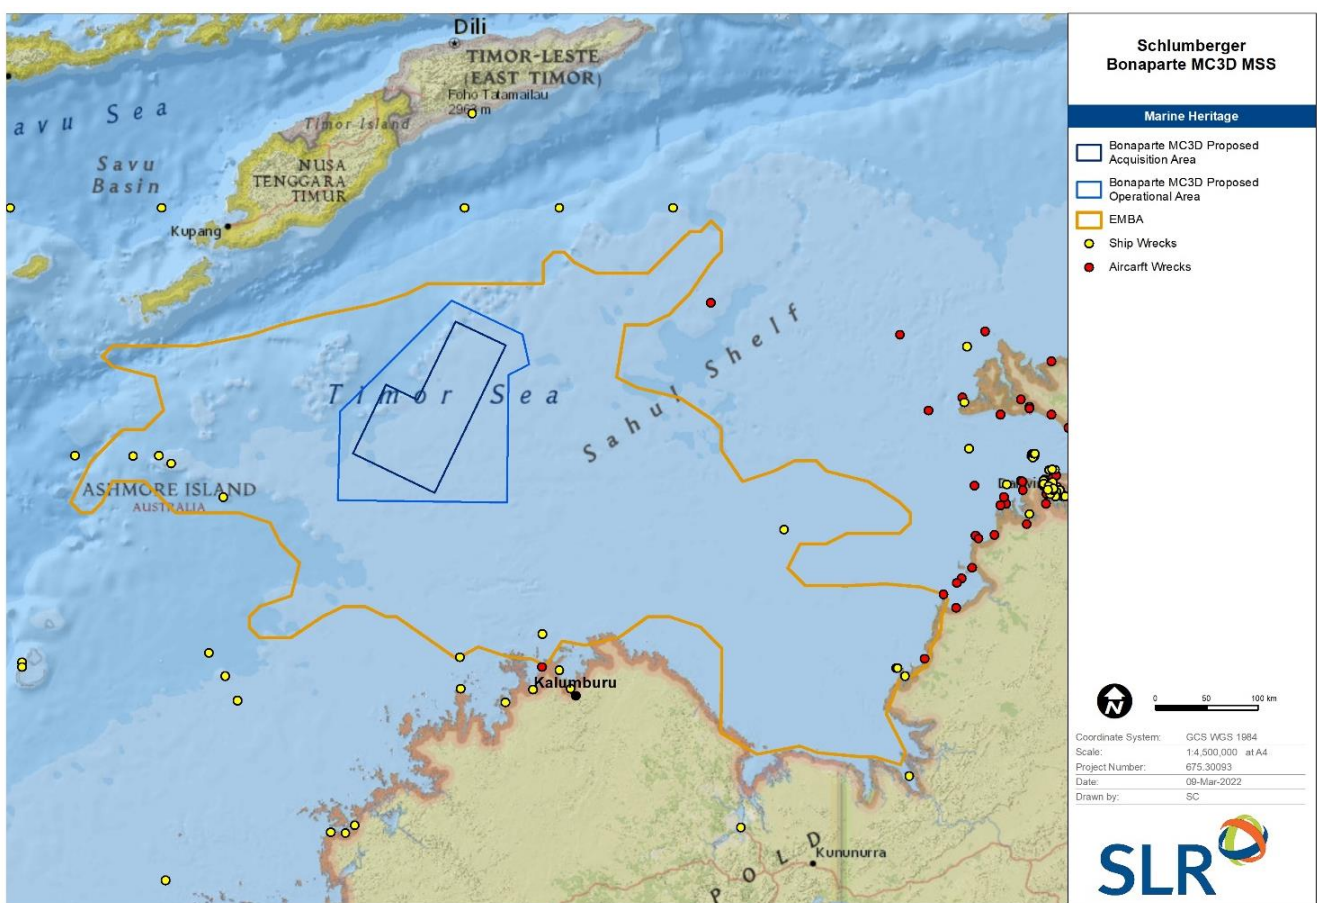 Dili
TIMOR-LESTE
(EAST TIMOR)
Foho Tatamailau
2963 m
avu Sea
Timor Island
Savu
Basin
NUSA
TENGGARA
TIMUR
Kupang
Timor Sea
Sahul Shelf
ASHMORE ISLAND
AUSTRALIA
Kalumburu
Kununurra
POLD
Schlumberger
Bonaparte MC3D MSS
Marine Heritage
Bonaparte MC3D Proposed
Acquisition Area
Bonaparte MC3D Proposed
Operational Area
EMBA
Ship Wrecks
Aircarft Wrecks
N
0 50 100 km
Coordinate System: GCS WGS 1984
Scale: 1:4,500,000 at A4
Project Number: 675.30093
Date: 09-Mar-2022
Drawn by: SC
SLR